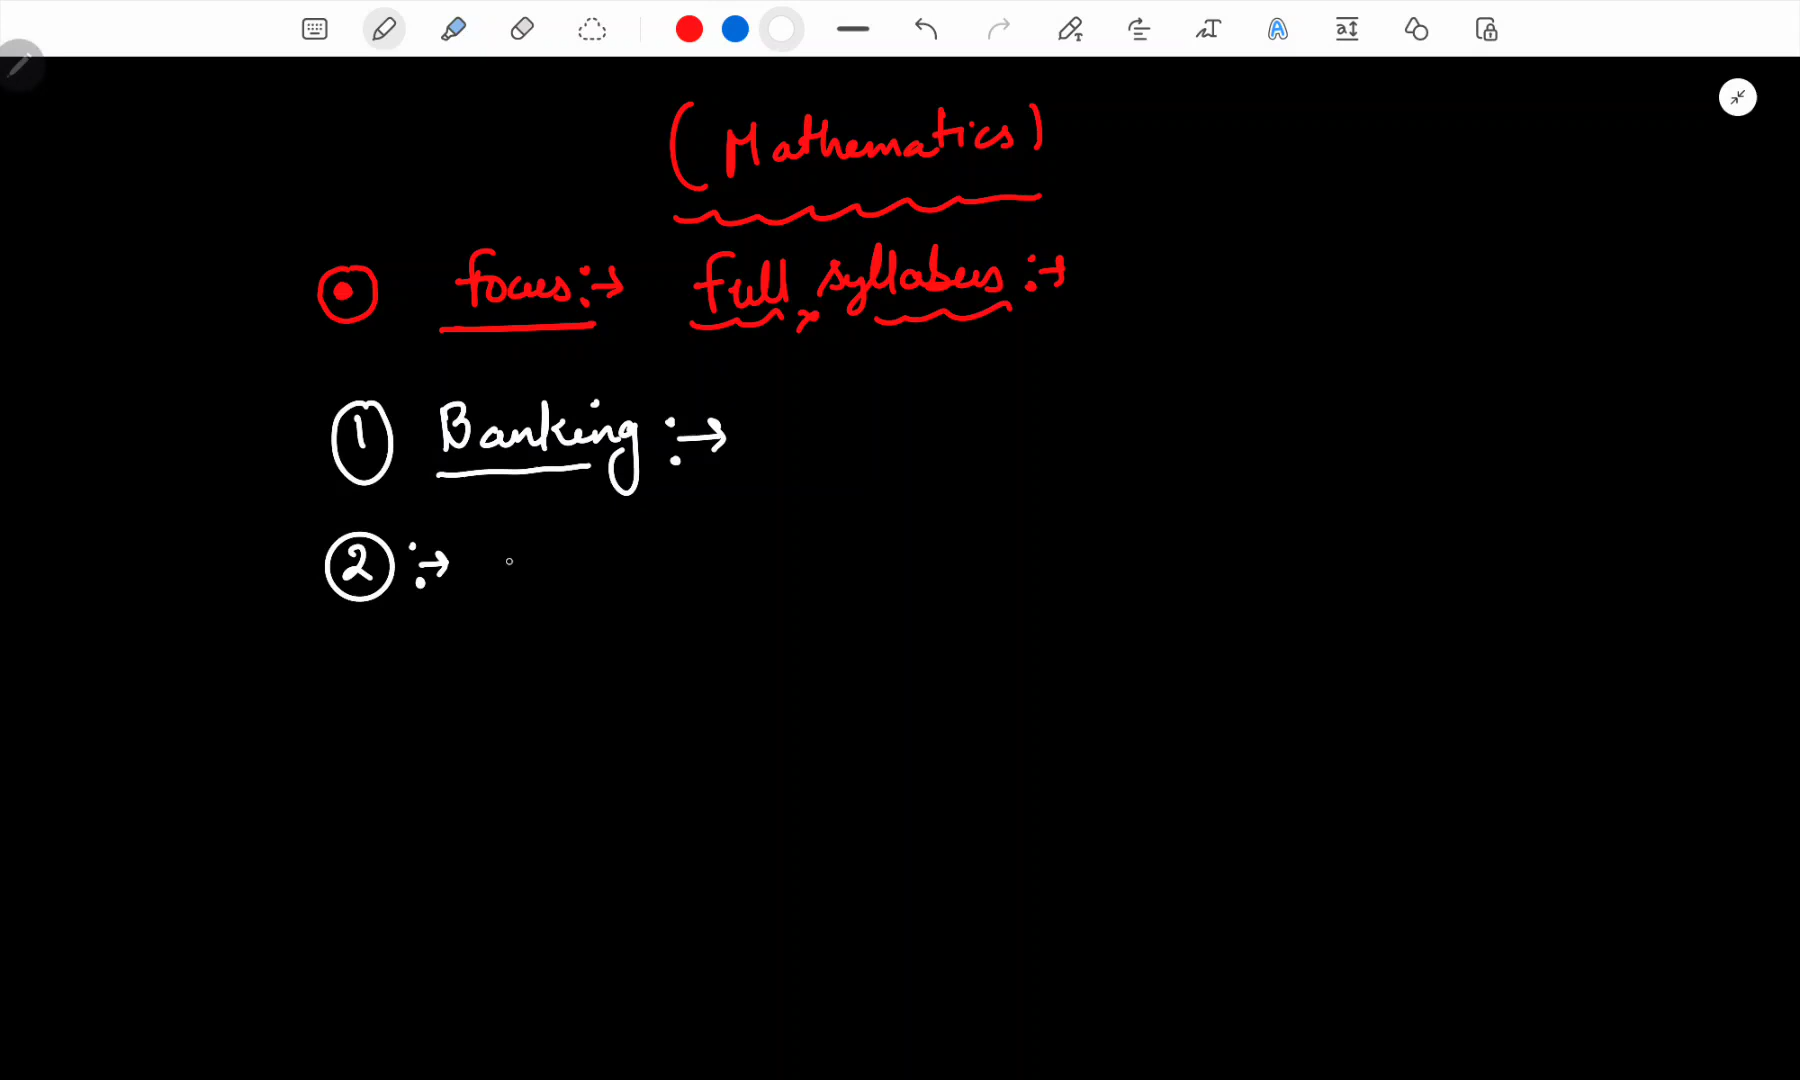 (Mathematics)
focus :→ full syllabus :→
① Banking :→
② :→